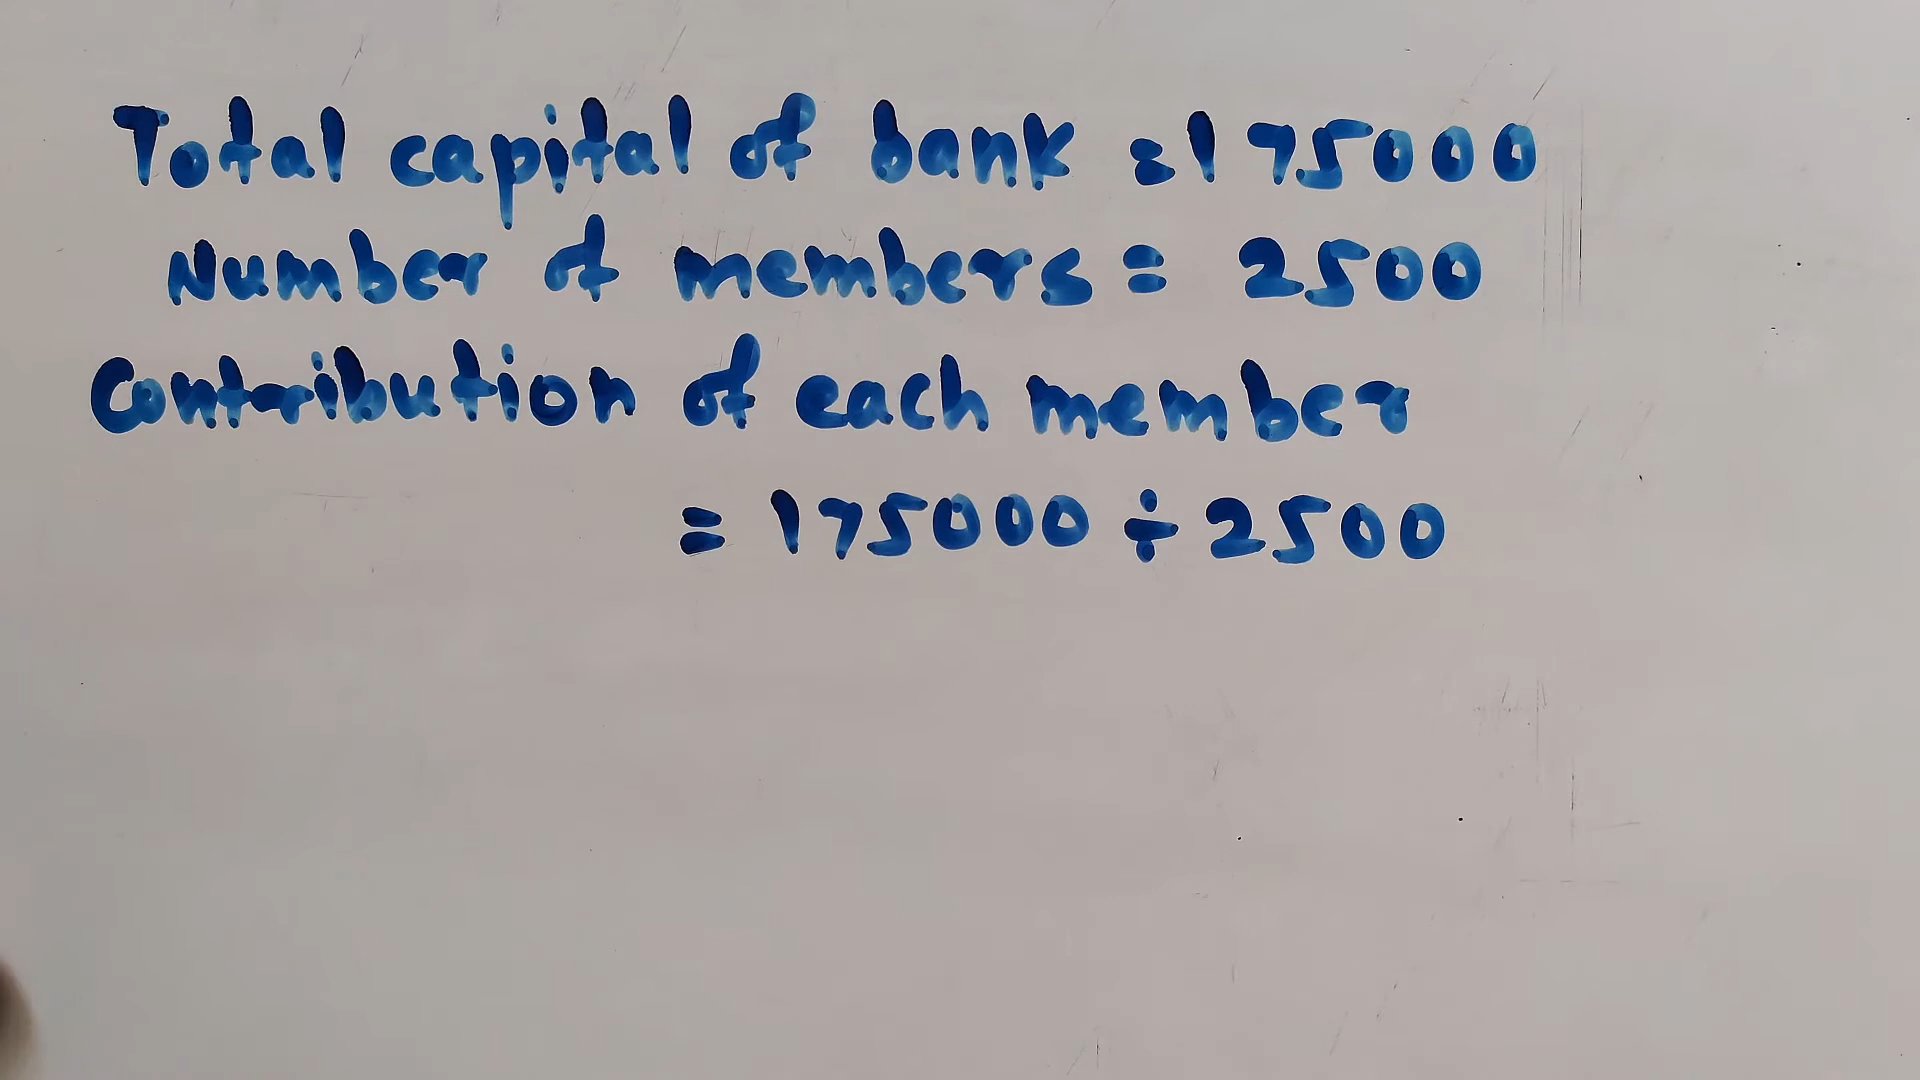 Total capital of bank = 175000
Number of members = 2500
Contribution of each member
= 175000 ÷ 2500